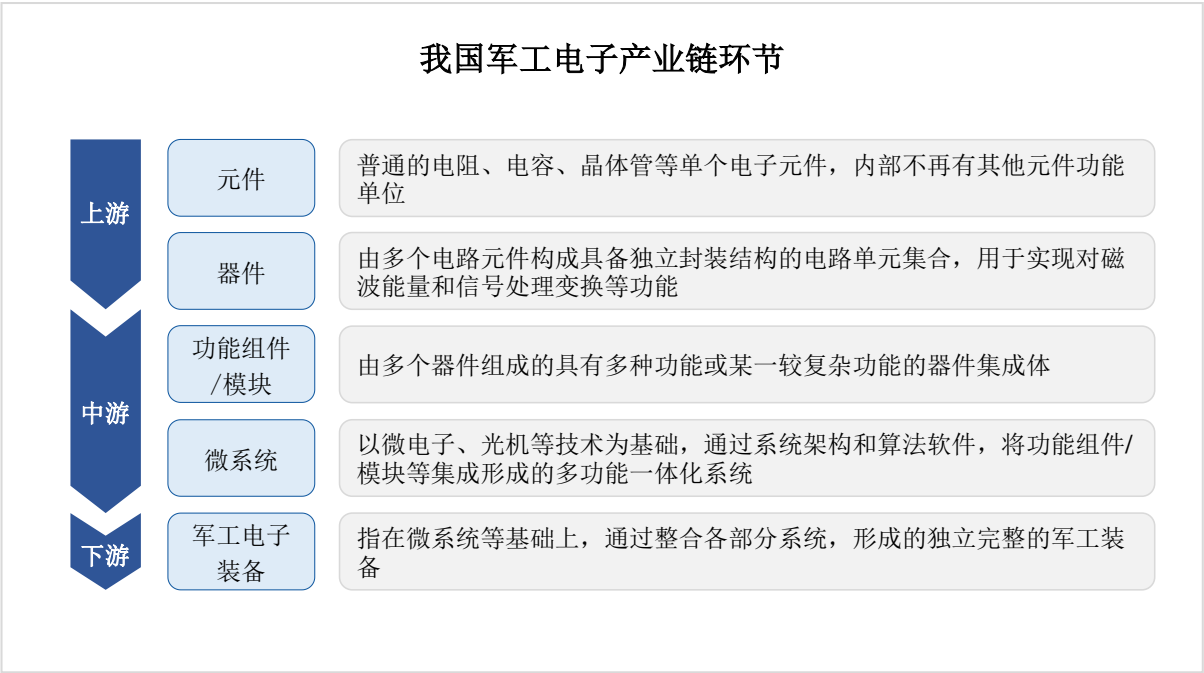 我国军工电子产业链环节
上游
元件
普通的电阻、电容、晶体管等单个电子元件，内部不再有其他元件功能
单位
器件
由多个电路元件构成具备独立封装结构的电路单元集合，用于实现对磁
波能量和信号处理变换等功能
中游
功能组件
/模块
由多个器件组成的具有多种功能或某一较复杂功能的器件集成体
微系统
以微电子、光机等技术为基础，通过系统架构和算法软件，将功能组件/
模块等集成形成的多功能一体化系统
下游
军工电子
装备
指在微系统等基础上，通过整合各部分系统，形成的独立完整的军工装
备